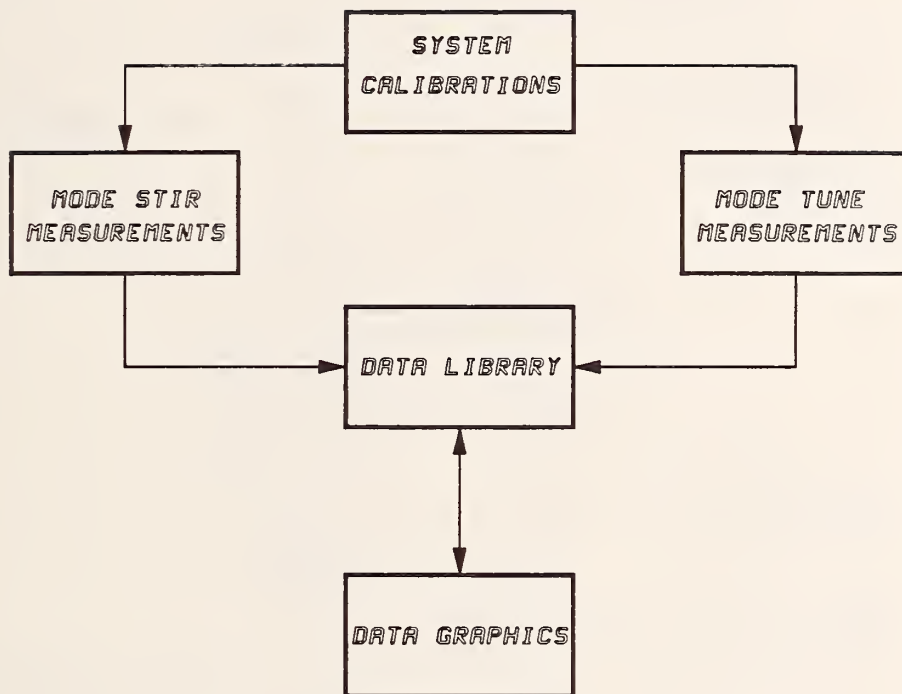 SYSTEM
CALIBRATIONS
MODE STIR
MEASUREMENTS
MODE TUNE
MEASUREMENTS
DATA LIBRARY
DATA GRAPHICS